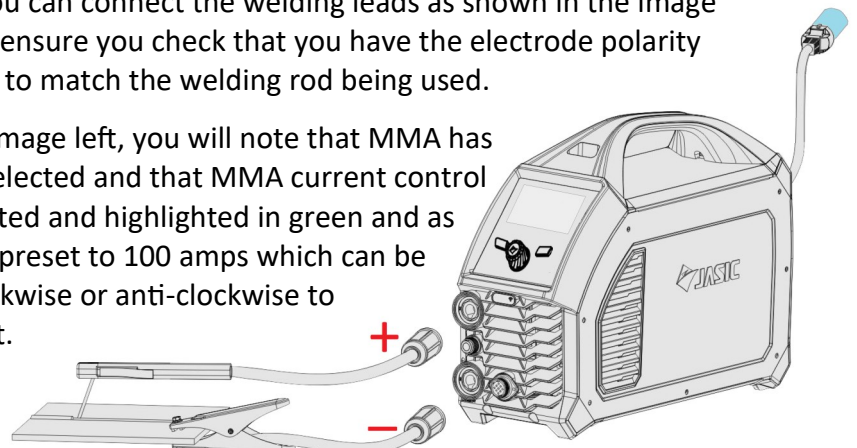 ou can connect the welding leads as shown in the image
ensure you check that you have the electrode polarity
to match the welding rod being used.
mage left, you will note that MMA has
elected and that MMA current control
ted and highlighted in green and as
preset to 100 amps which can be
kwise or anti-clockwise to
t.
JASIC
+
–